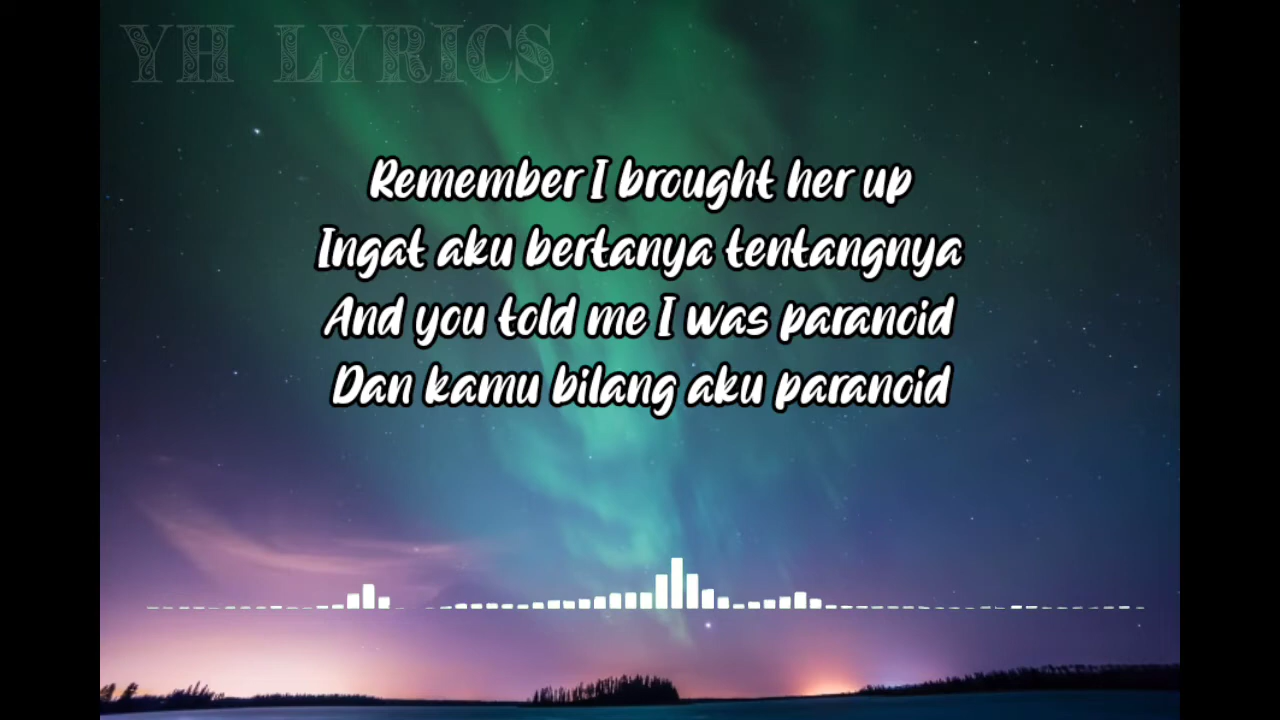 YH LYRICS
Remember I brought her up
Ingat aku bertanya tentangnya
And you told me I was paranoid
Dan kamu bilang aku paranoid